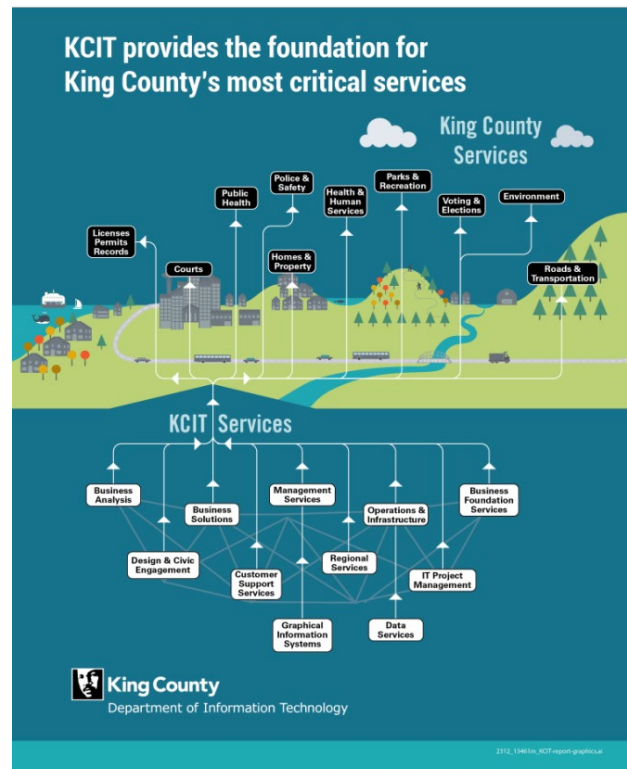 KCIT provides the foundation for
King County's most critical services
King County
Services
Police &
Safety
Parks &
Recreation
Public
Health
Health &
Human
Services
Voting &
Elections
Environment
Licenses
Permits
Records
Courts
Homes &
Property
Roads &
Transportation
KCIT Services
Business
Analysis
Business
Solutions
Management
Services
Operations &
Infrastructure
Business
Foundation
Services
Design & Civic
Engagement
Customer
Support
Services
Regional
Services
IT Project
Management
Graphical
Information
Systems
Data
Services
King County
Department of Information Technology
2312_13461m_KCIT-report-graphics.ai